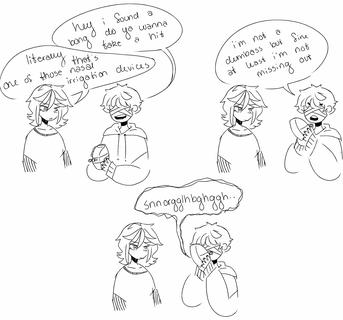 hey i found a
bong do ya wanna
take a hit
literally that's
one of those nasal
irrigation devices
i'm not a
dumbass but fine
at least i'm not
missing out
snnorgglhbghggh..